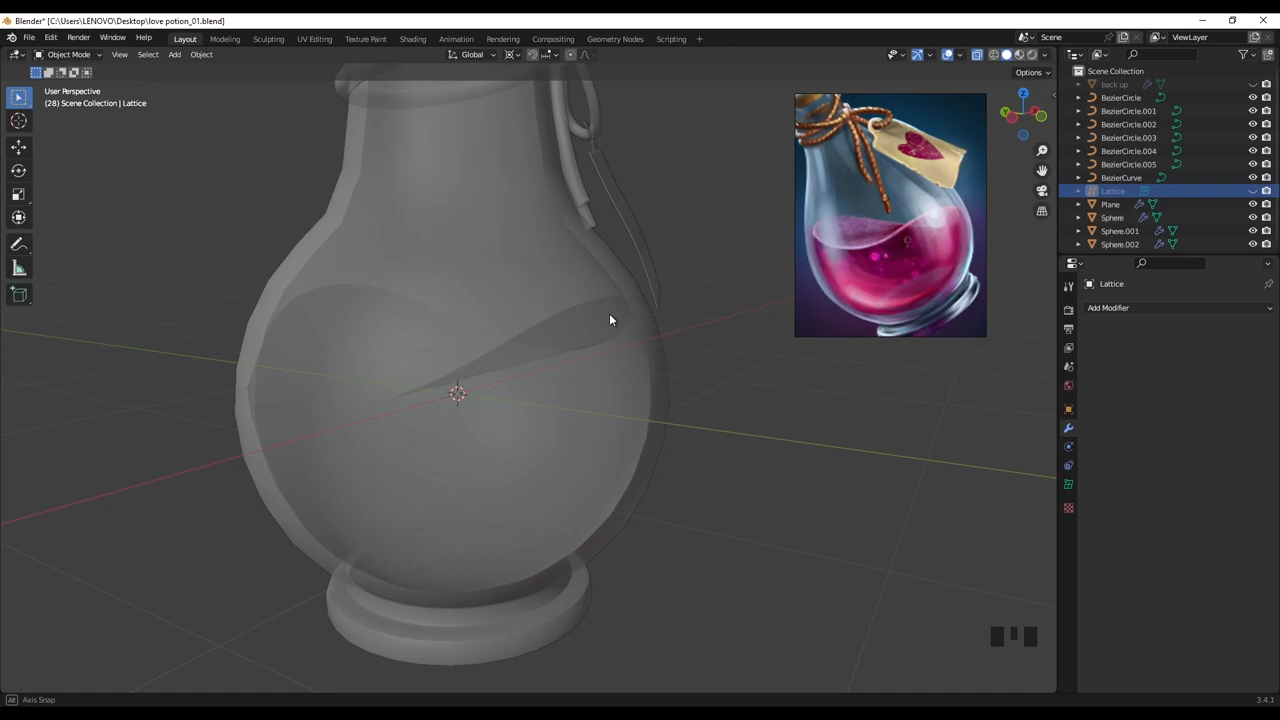 Blender* [C:\Users\LENOVO\Desktop\love potion_01.blend]
File Edit Render Window Help Layout Modeling Sculpting UV Editing Texture Paint Shading Animation Rendering Compositing Geometry Nodes Scripting + Scene ViewLayer
Object Mode View Select Add Object Global
Options
User Perspective
(28) Scene Collection | Lattice
Z
Y
X
Scene Collection
back up
BezierCircle
BezierCircle.001
BezierCircle.002
BezierCircle.003
BezierCircle.004
BezierCircle.005
BezierCurve
Lattice
Plane
Sphere
Sphere.001
Sphere.002
Lattice
Add Modifier
Alt Axis Snap 3.4.1